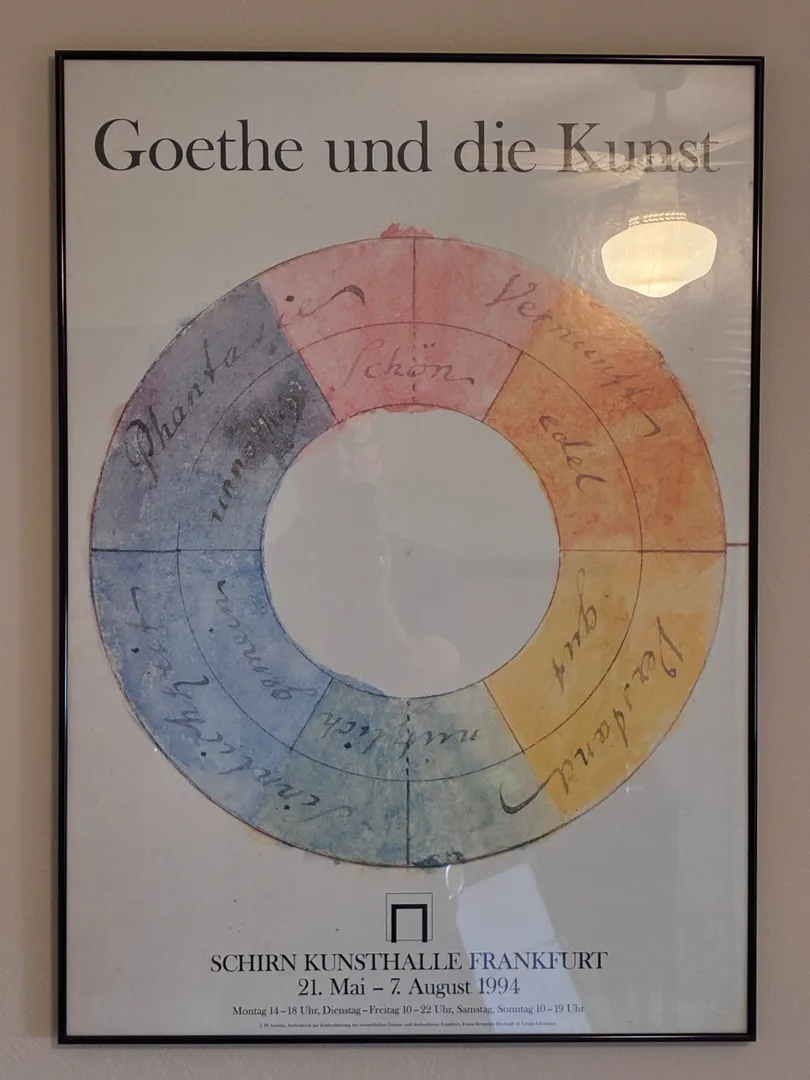 Goethe und die Kunst
Phantasie
Vernunft
Schön
edel
unnöthig
gut
gemein
Verstand
nützlich
Sinnlichkeit
SCHIRN KUNSTHALLE FRANKFURT
21. Mai – 7. August 1994
Montag 14–18 Uhr, Dienstag–Freitag 10–22 Uhr, Samstag, Sonntag 10–19 Uhr